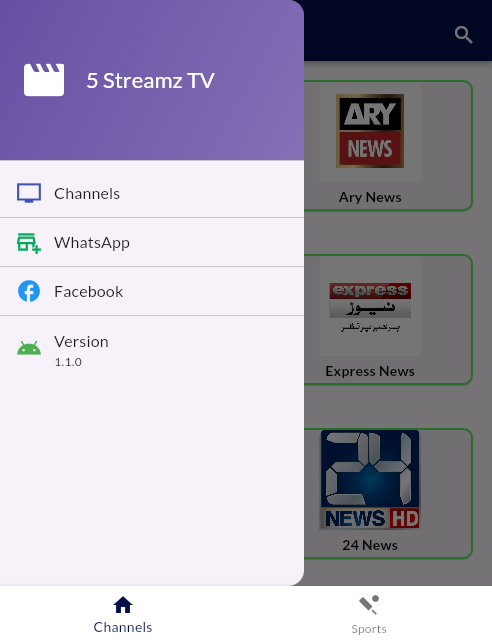 5 Streamz TV
Channels
WhatsApp
Facebook
Version
1.1.0
ARY
NEWS
Ary News
express
نیوز
ہر خبر پر نظر
Express News
24
NEWS HD
24 News
Channels
Sports